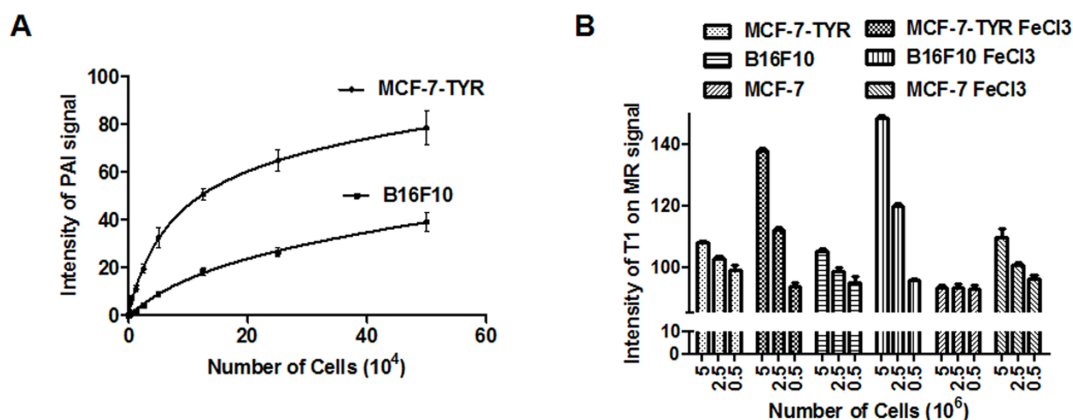 A
Intensity of PAI signal
100
80
60
40
20
0
MCF-7-TYR
B16F10
0
20
40
60
Number of Cells (10⁴)
B
MCF-7-TYR
B16F10
MCF-7
MCF-7-TYR FeCl3
B16F10 FeCl3
MCF-7 FeCl3
Intensity of T1 on MR signal
140
120
100
10
0
5
2.5
0.5
5
2.5
0.5
5
2.5
0.5
5
2.5
0.5
5
2.5
0.5
5
2.5
0.5
Number of Cells (10⁶)